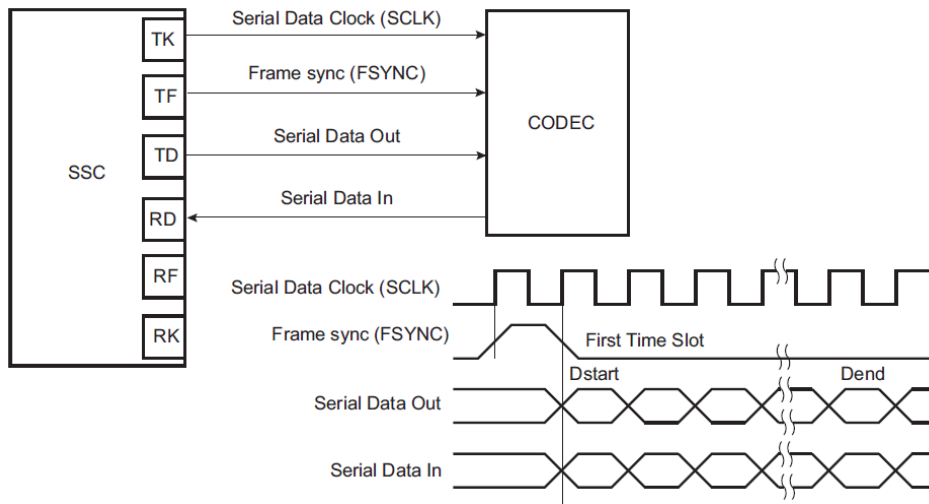 Serial Data Clock (SCLK)
TK
Frame sync (FSYNC)
TF
CODEC
Serial Data Out
TD
SSC
Serial Data In
RD
RF
Serial Data Clock (SCLK)
RK
Frame sync (FSYNC)
First Time Slot
Dstart
Dend
Serial Data Out
Serial Data In